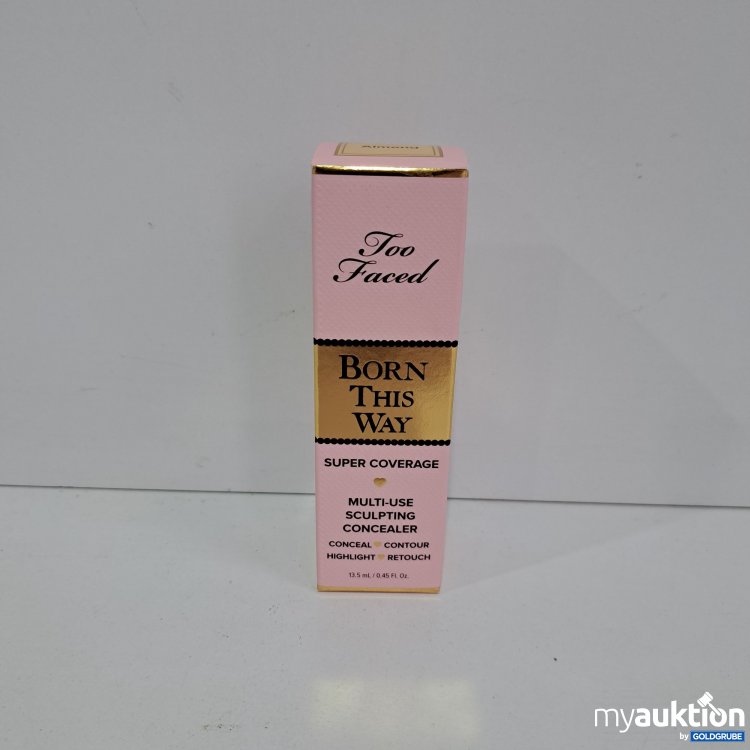 Almond
Too
Faced
BORN
THIS
WAY
SUPER COVERAGE
MULTI-USE
SCULPTING
CONCEALER
CONCEAL CONTOUR
HIGHLIGHT RETOUCH
13.5 mL / 0.45 Fl. Oz.
myauktion
by GOLDGRUBE